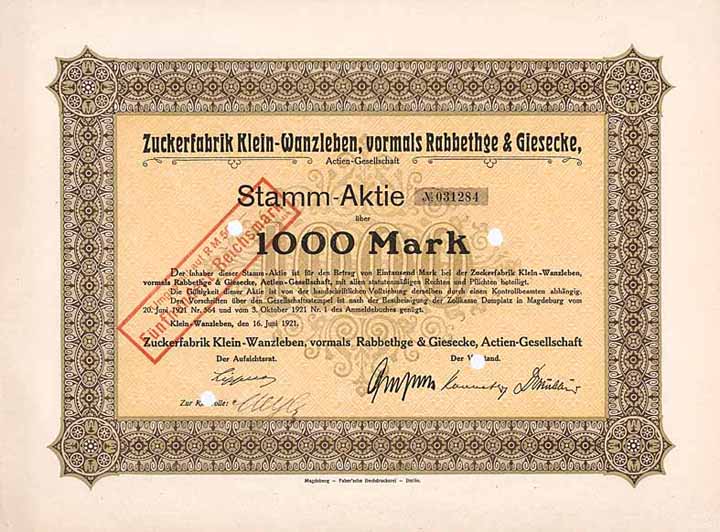 Zuckerfabrik Klein-Wanzleben, vormals Rabbethge & Giesecke,
Actien-Gesellschaft
Stamm-Aktie № 031284
über
1000 Mark
Der Inhaber dieser Stamm-Aktie ist für den Betrag von Eintausend Mark bei der Zuckerfabrik Klein-Wanzleben,
vormals Rabbethge & Giesecke, Actien-Gesellschaft, mit allen statutenmäßigen Rechten und Pflichten beteiligt.
Die Gültigkeit dieser Aktie ist von der handschriftlichen Vollziehung derselben durch einen Kontrollbeamten abhängig.
Den Vorschriften über den Gesellschaftsstempel ist nach der Bescheinigung der Zollkasse Domplatz in Magdeburg vom
20. Juni 1921 Nr. 564 und vom 3. Oktober 1921 Nr. 1 des Anmeldebuches genügt.
Klein-Wanzleben, den 16. Juni 1921.
Zuckerfabrik Klein-Wanzleben, vormals Rabbethge & Giesecke, Actien-Gesellschaft
Der Aufsichtsrat. Der Vorstand.
auf R.M.
Reichsmark
Magdeburg – Faber'sche Buchdruckerei – Berlin.